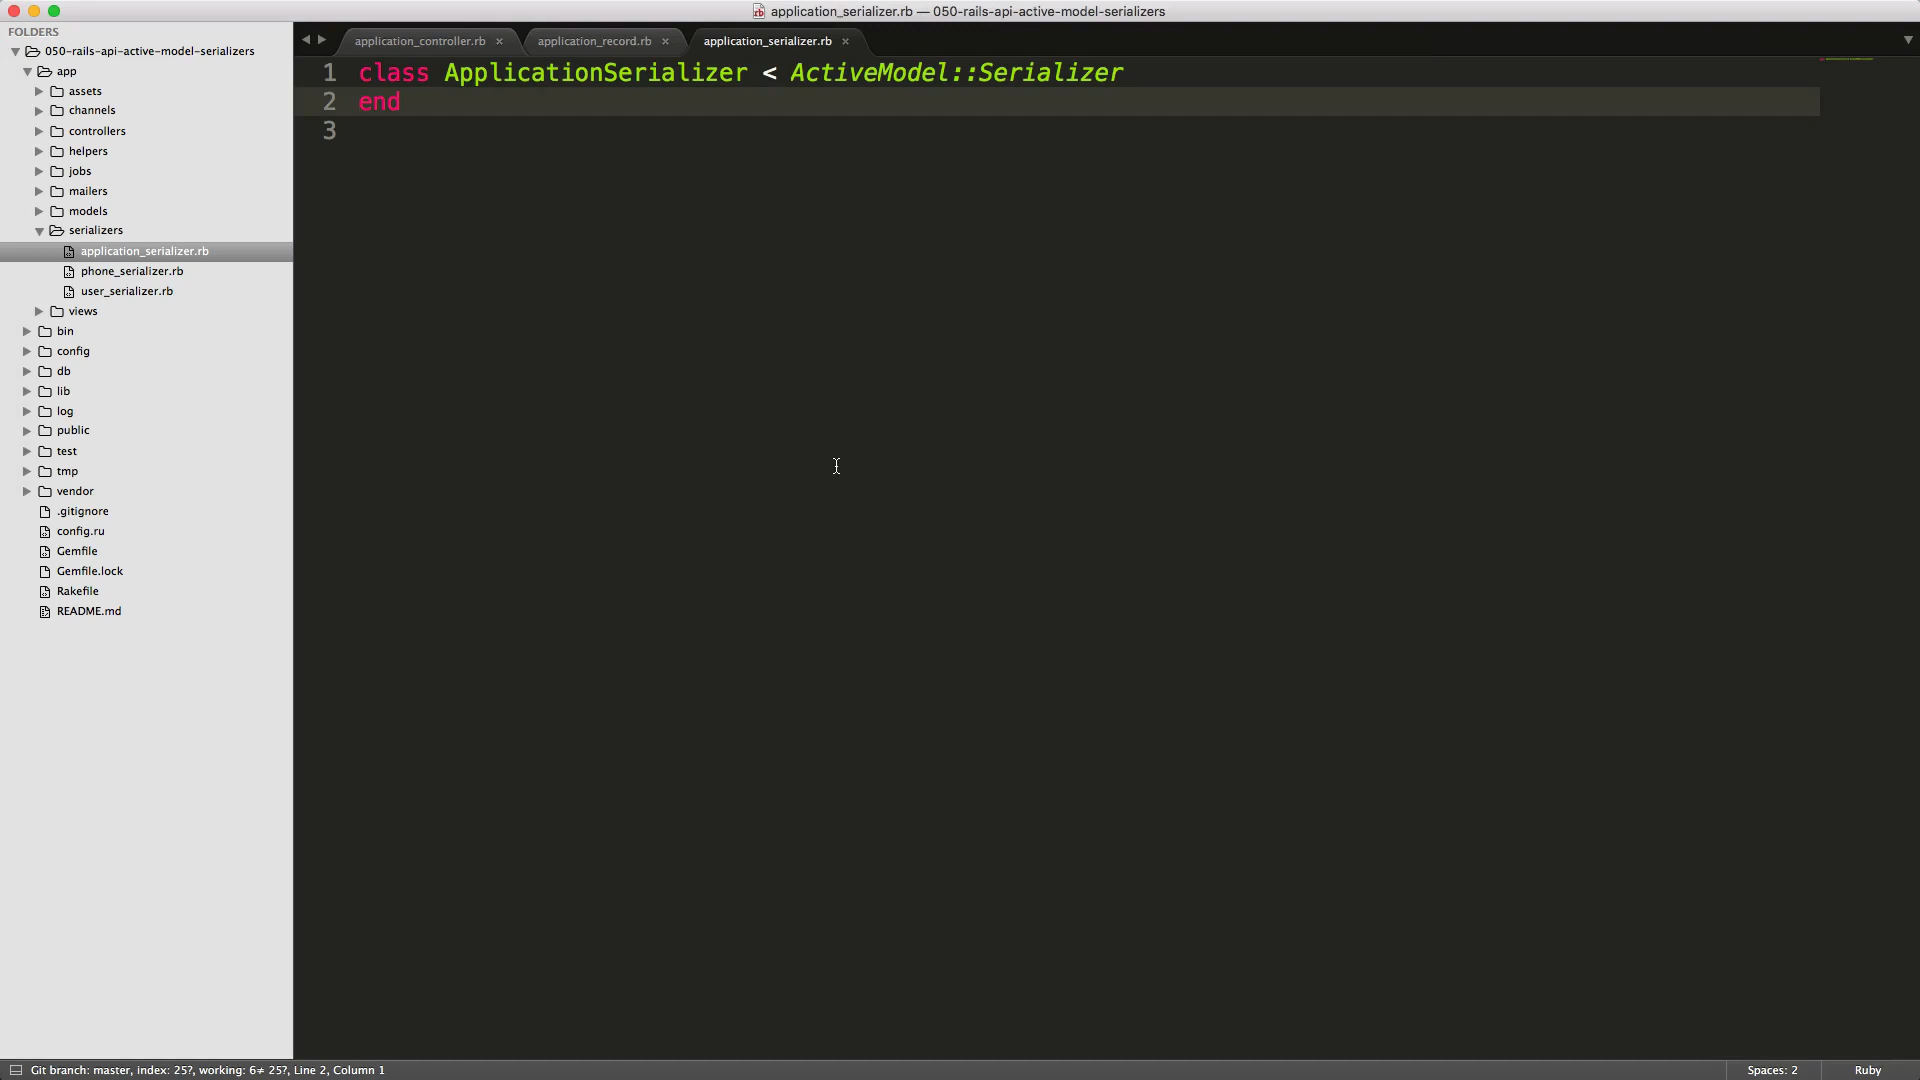 application_serializer.rb — 050-rails-api-active-model-serializers
FOLDERS
050-rails-api-active-model-serializers
app
assets
channels
controllers
helpers
jobs
mailers
models
serializers
application_serializer.rb
phone_serializer.rb
user_serializer.rb
views
bin
config
db
lib
log
public
test
tmp
vendor
.gitignore
config.ru
Gemfile
Gemfile.lock
Rakefile
README.md
application_controller.rb × application_record.rb × application_serializer.rb ×
1 class ApplicationSerializer < ActiveModel::Serializer
2 end
3
Git branch: master, index: 25?, working: 6≠ 25?, Line 2, Column 1 Spaces: 2 Ruby